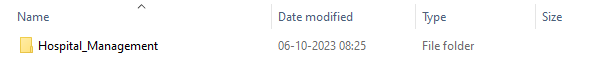 Name Date modified Type Size
Hospital_Management 06-10-2023 08:25 File folder